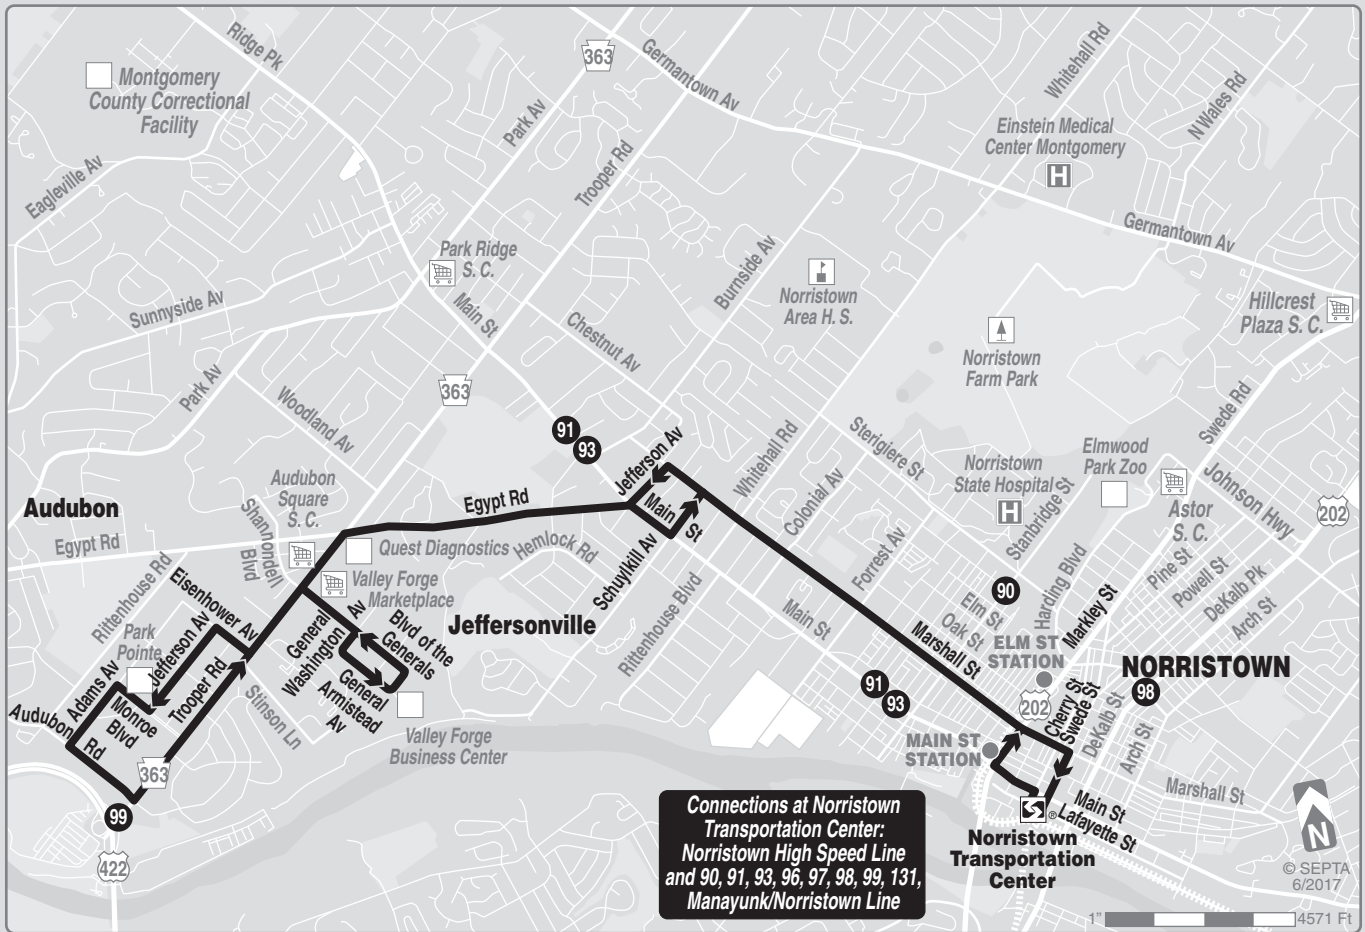 Ridge Pk
363
Germantown Av
Whitehall Rd
Montgomery
County Correctional
Facility
Park Av
N Wales Rd
Einstein Medical
Center Montgomery
H
Trooper Rd
Eagleville Av
Germantown Av
Park Ridge
S. C.
Burnside Av
Norristown
Area H. S.
Hillcrest
Plaza S. C.
Sunnyside Av
Main St
Chestnut Av
Norristown
Farm Park
Park Av
363
Woodland Av
Swede Rd
91
93
Jefferson Av
Whitehall Rd
Sterigiere St
Elmwood
Park Zoo
Norristown
State Hospital
H
Johnson Hwy
202
Audubon
Square
S. C.
Audubon
Egypt Rd
Egypt Rd
Main
St
Colonial Av
Stanbridge St
Astor
S. C.
Shannondell
Blvd
Quest Diagnostics
Hemlock Rd
Schuylkill Av
Forrest Av
Harding Blvd
Pine St
Powell St
DeKalb Pk
Arch St
Rittenhouse Rd
Eisenhower Av
Valley Forge
Marketplace
90
Elm St
Oak St
Markley St
Jeffersonville
Rittenhouse Blvd
Main St
Marshall St
ELM ST
STATION
NORRISTOWN
Park
Pointe
Jefferson Av
General
Washington
Av
Blvd of the
Generals
General
Armistead
Av
Adams Av
Monroe
Blvd
Trooper Rd
Stinson Ln
Audubon
Rd
Valley Forge
Business Center
91
93
98
202
Cherry St
Swede St
DeKalb St
Arch St
MAIN ST
STATION
363
99
422
Marshall St
Main St
Lafayette St
®
Norristown
Transportation
Center
Connections at Norristown
Transportation Center:
Norristown High Speed Line
and 90, 91, 93, 96, 97, 98, 99, 131,
Manayunk/Norristown Line
N
© SEPTA
6/2017
1"
4571 Ft